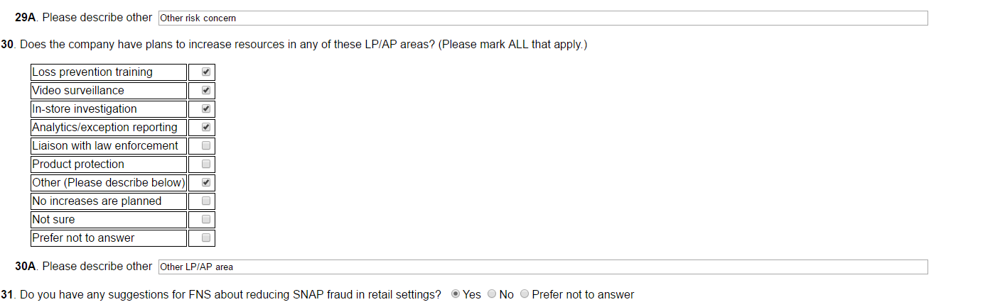 29A. Please describe other Other risk concern
30. Does the company have plans to increase resources in any of these LP/AP areas? (Please mark ALL that apply.)
Loss prevention training
Video surveillance
In-store investigation
Analytics/exception reporting
Liaison with law enforcement
Product protection
Other (Please describe below)
No increases are planned
Not sure
Prefer not to answer
30A. Please describe other Other LP/AP area
31. Do you have any suggestions for FNS about reducing SNAP fraud in retail settings? Yes No Prefer not to answer